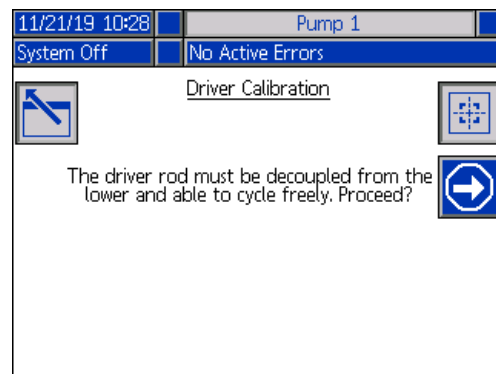 11/21/19 10:28 Pump 1
System Off No Active Errors
Driver Calibration
The driver rod must be decoupled from the
lower and able to cycle freely. Proceed?